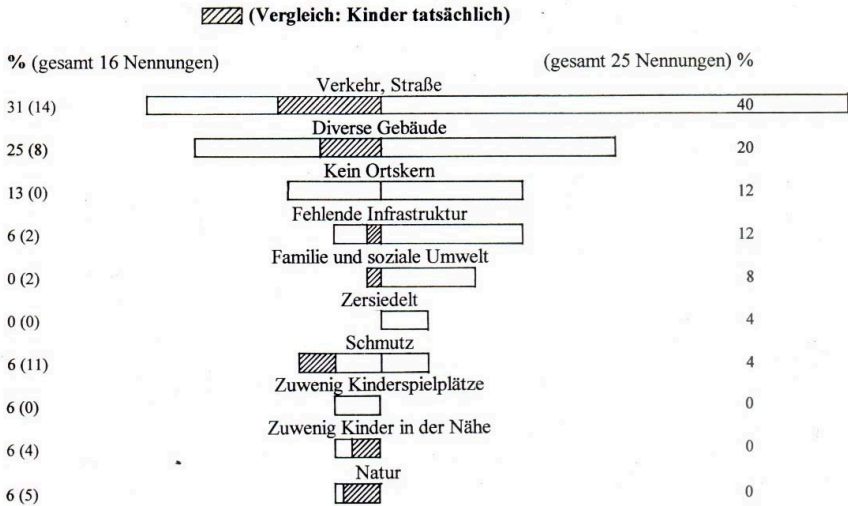 (Vergleich: Kinder tatsächlich)
% (gesamt 16 Nennungen) (gesamt 25 Nennungen) %
Verkehr, Straße
31 (14) 40
Diverse Gebäude
25 (8) 20
Kein Ortskern
13 (0) 12
Fehlende Infrastruktur
6 (2) 12
Familie und soziale Umwelt
0 (2) 8
Zersiedelt
0 (0) 4
Schmutz
6 (11) 4
Zuwenig Kinderspielplätze
6 (0) 0
Zuwenig Kinder in der Nähe
6 (4) 0
Natur
6 (5) 0